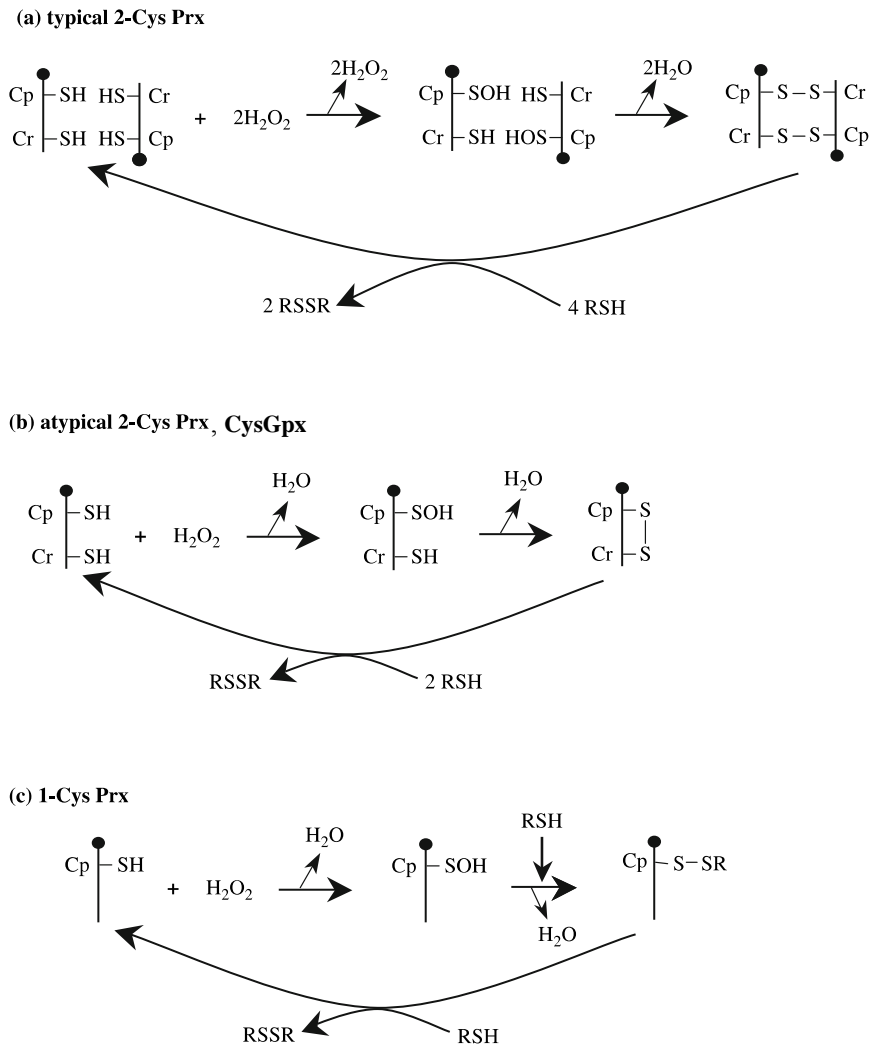 (a) typical 2-Cys Prx
2H₂O₂ 2H₂O
Cp SH HS Cr + 2H₂O₂ Cp SOH HS Cr Cp S S Cr
Cr SH HS Cp Cr SH HOS Cp Cr S S Cp
2 RSSR 4 RSH
(b) atypical 2-Cys Prx, CysGpx
H₂O H₂O
Cp SH + H₂O₂ Cp SOH Cp S
Cr SH Cr SH Cr S
RSSR 2 RSH
(c) 1-Cys Prx
H₂O RSH
Cp SH + H₂O₂ Cp SOH Cp S SR
H₂O
RSSR RSH